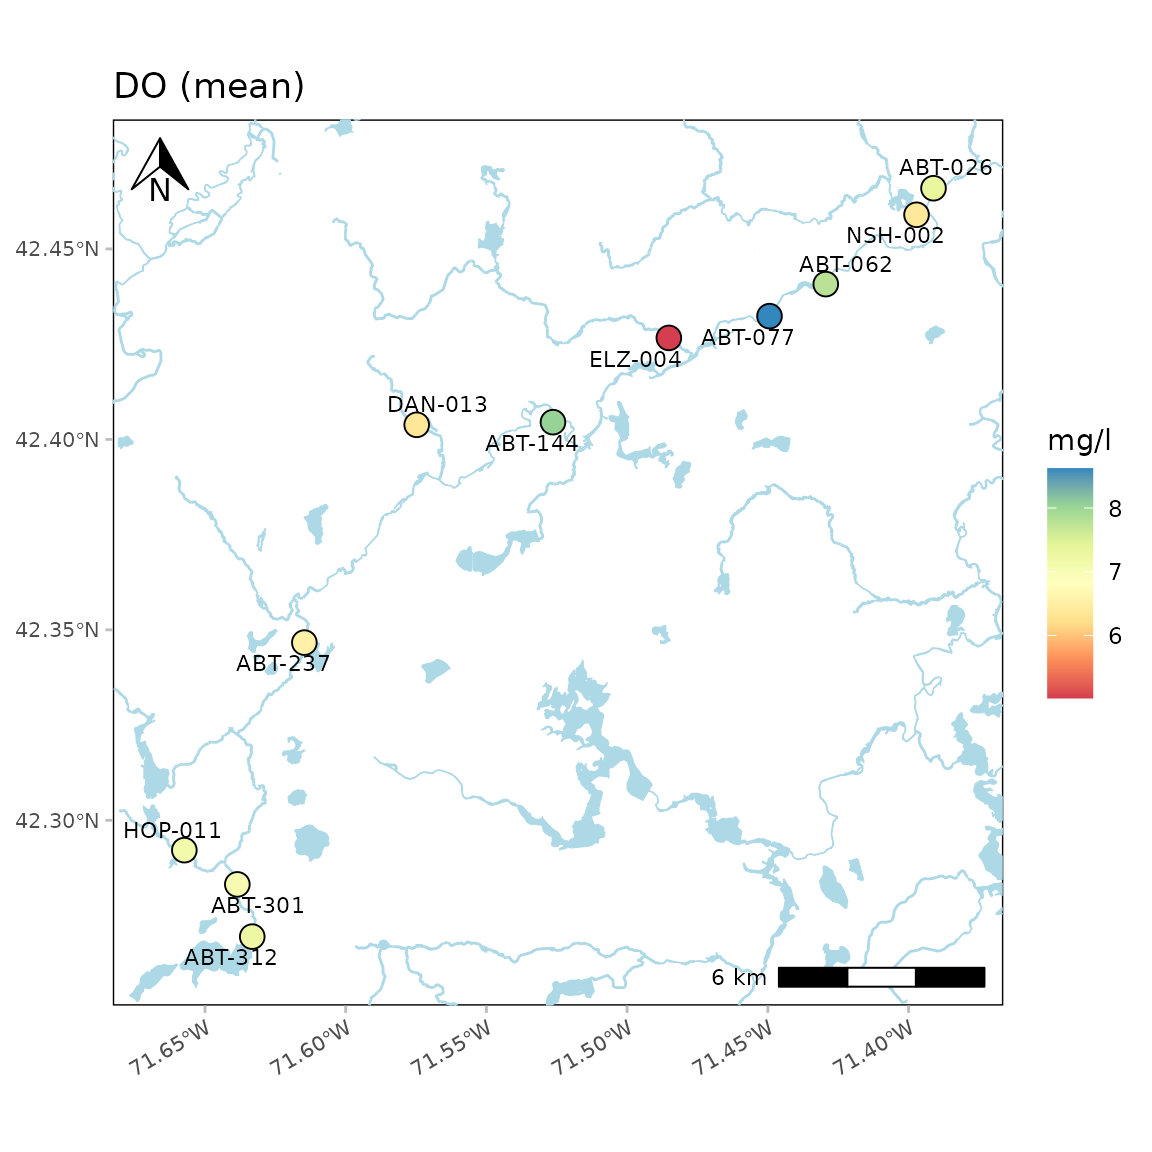 DO (mean)
N
ABT-026
NSH-002
ABT-062
ABT-077
ELZ-004
DAN-013
ABT-144
ABT-237
HOP-011
ABT-301
ABT-312
42.45°N
42.40°N
42.35°N
42.30°N
71.65°W
71.60°W
71.55°W
71.50°W
71.45°W
71.40°W
6 km
mg/l
8
7
6